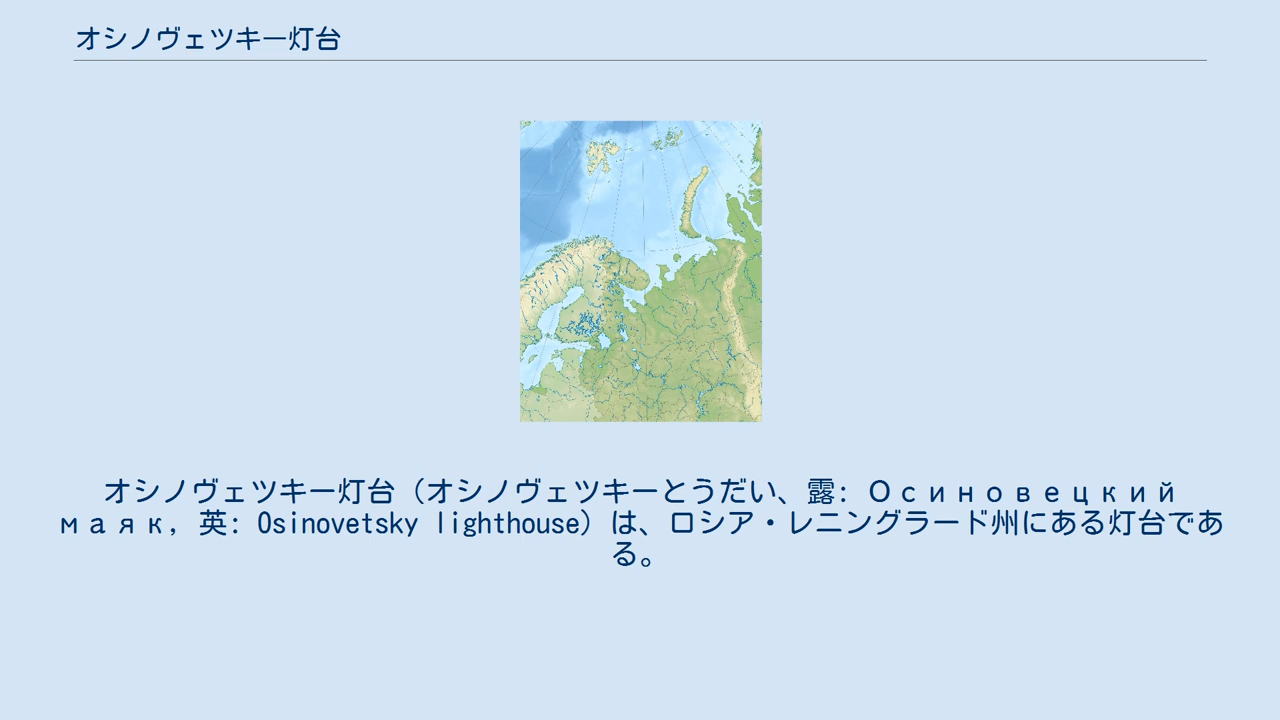 オシノヴェツキー灯台
オシノヴェツキー灯台（オシノヴェツキーとうだい、露: Осиновецкий
маяк, 英: Osinovetsky lighthouse）は、ロシア・レニングラード州にある灯台であ
る。